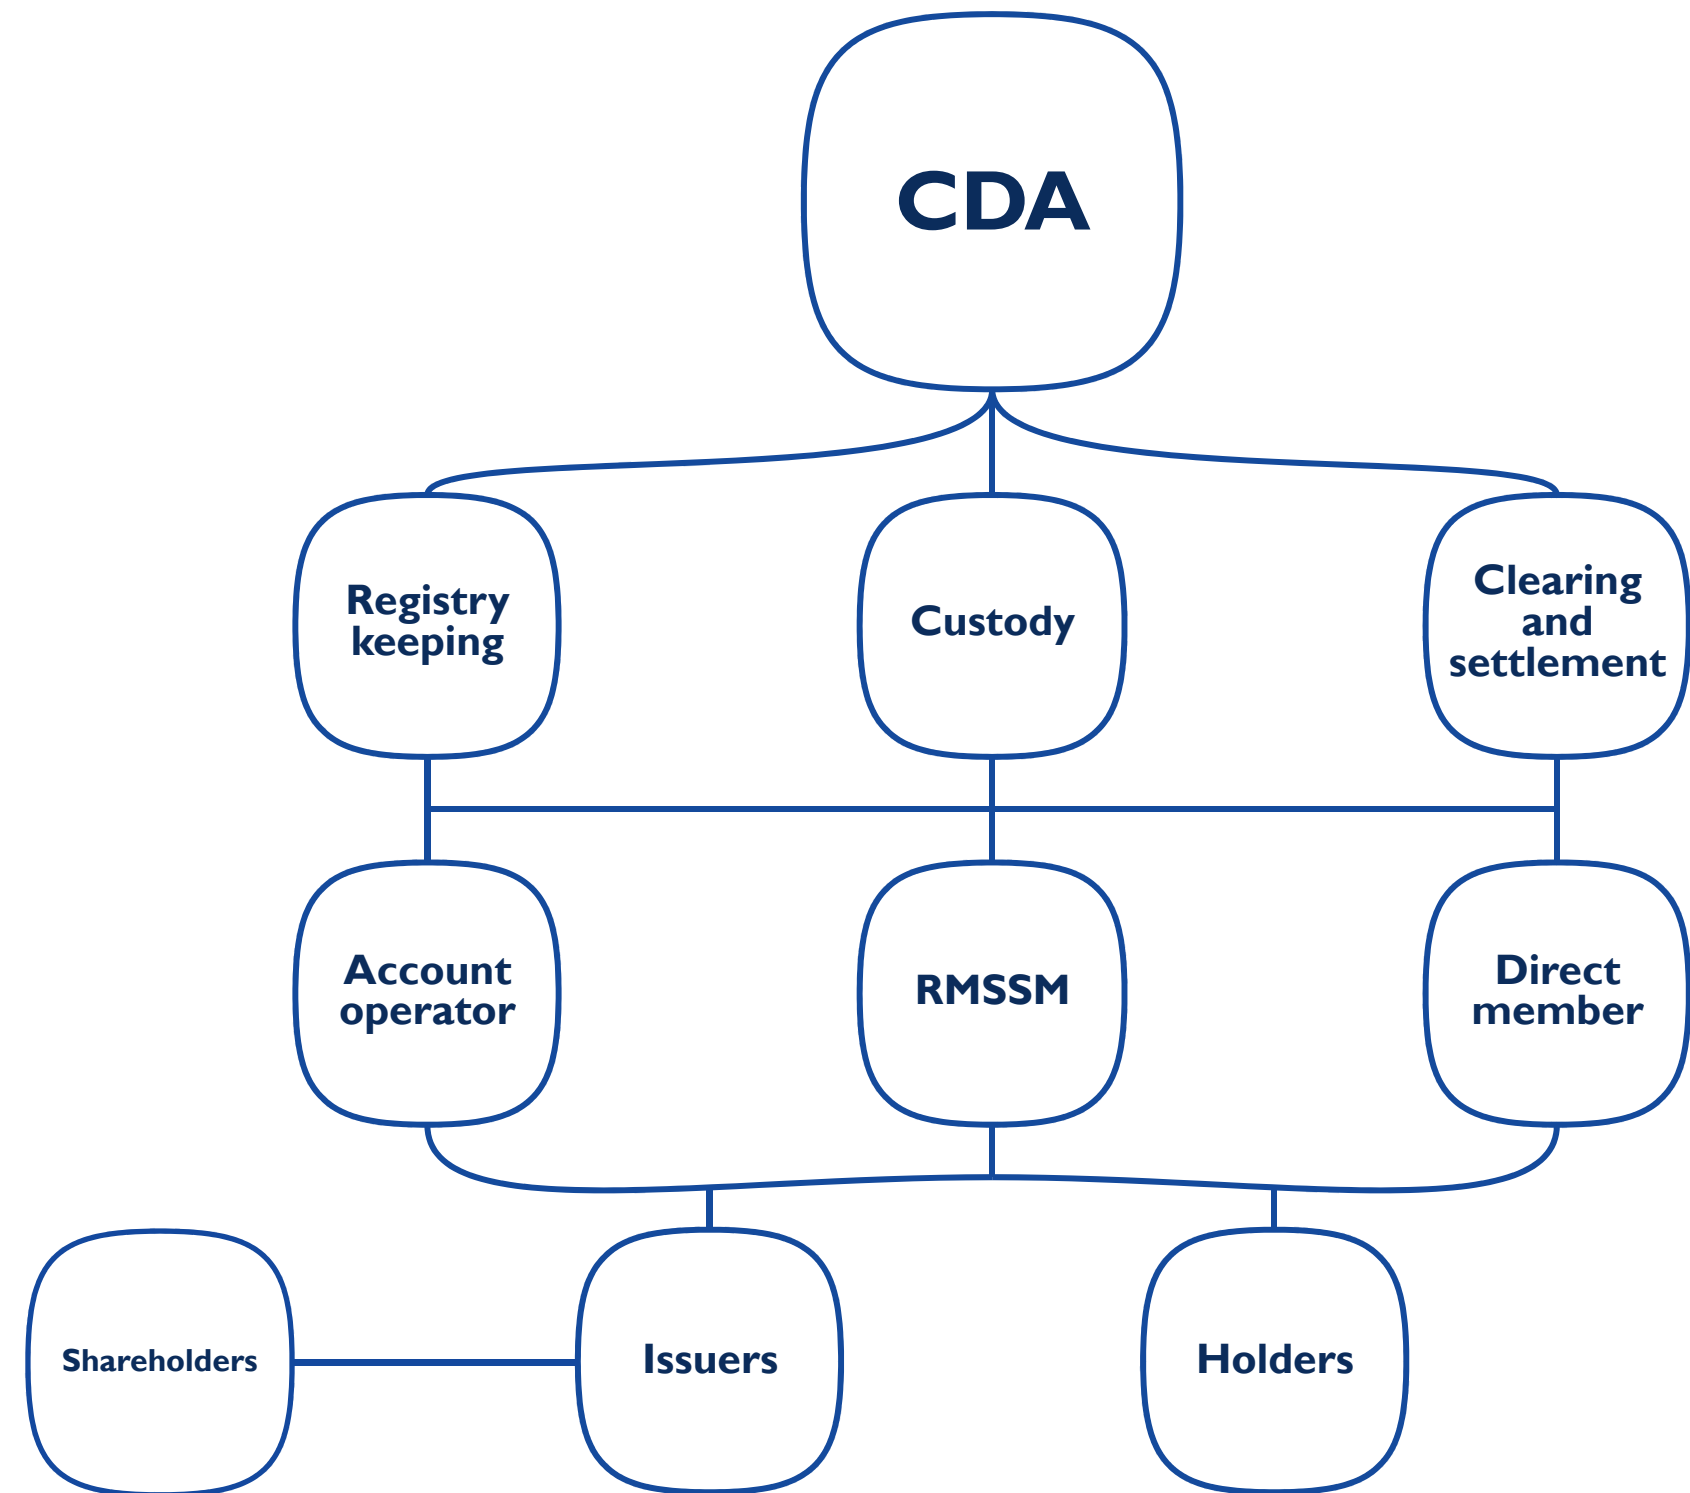 CDA
Registry
keeping
Custody
Clearing
and
settlement
Account
operator
RMSSM
Direct
member
Shareholders
Issuers
Holders